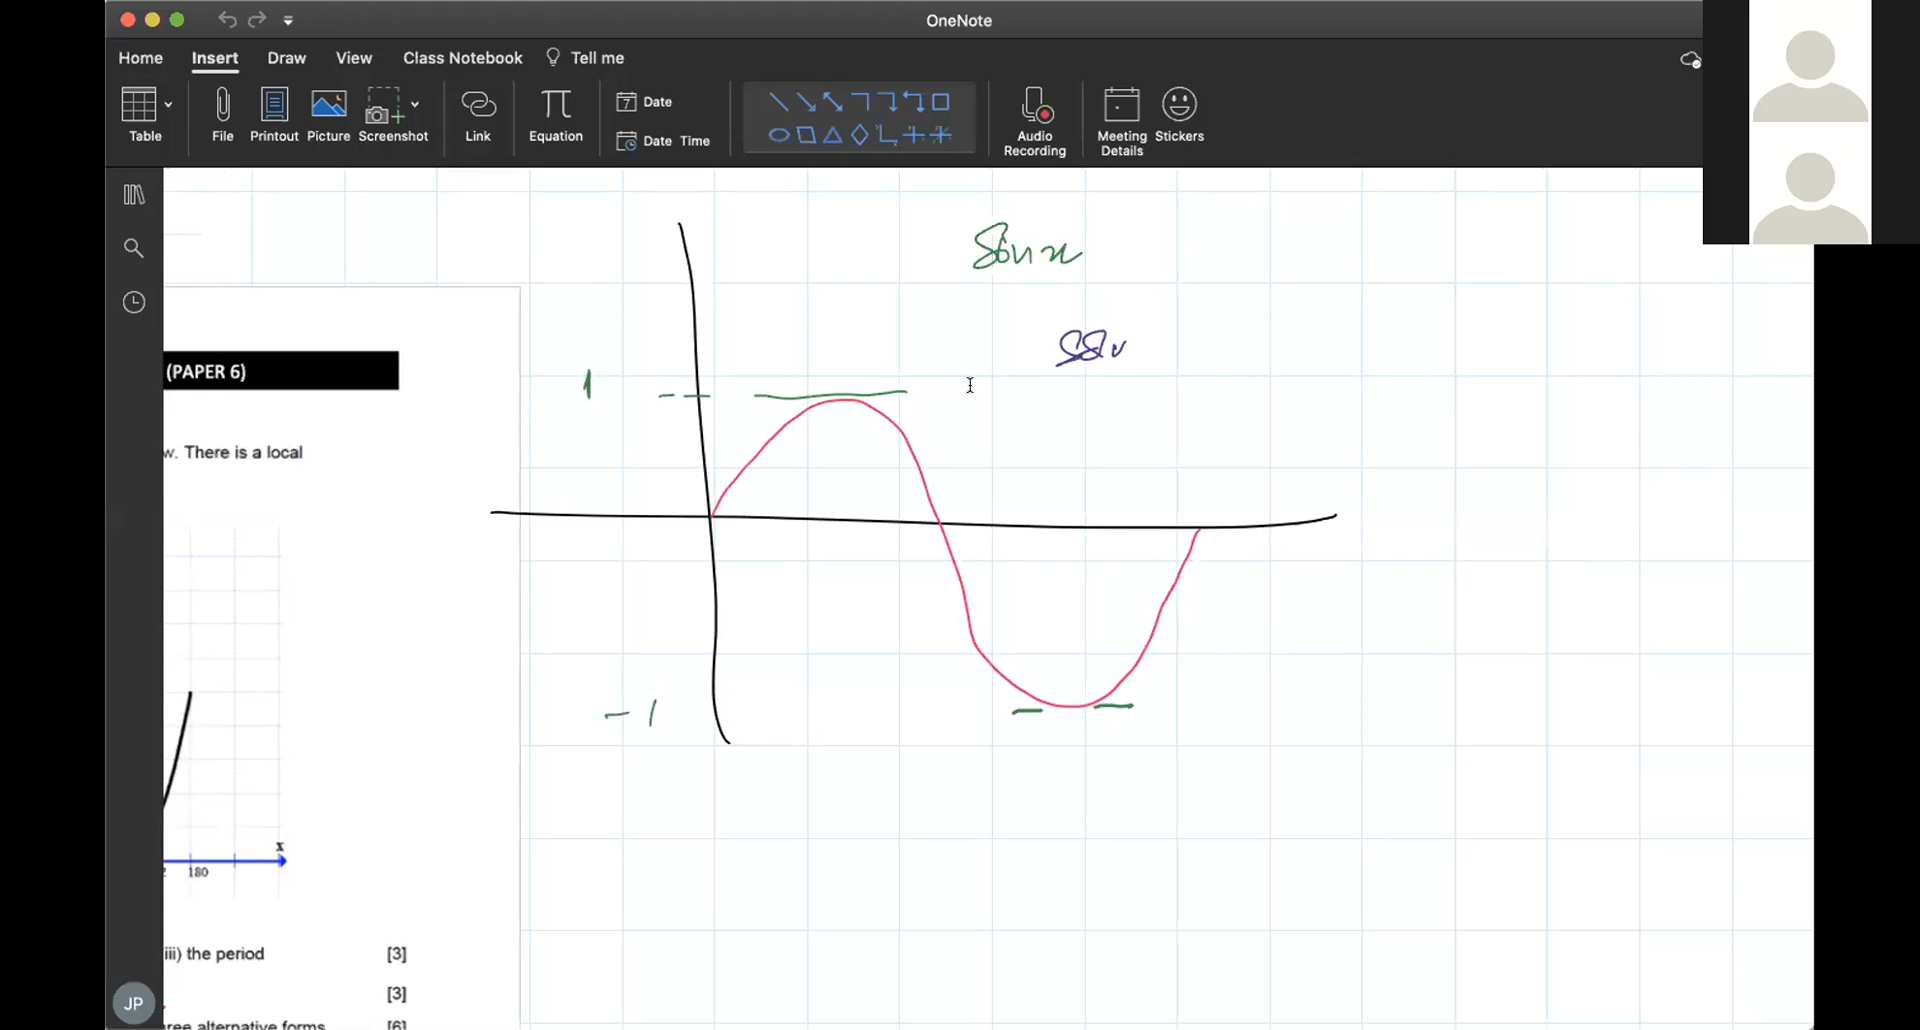 OneNote
Home Insert Draw View Class Notebook Tell me
Table File Printout Picture Screenshot Link Equation Date Date Time Audio Recording Meeting Details Stickers
7
Sin x
(PAPER 6)
1
w. There is a local
-1
x
180
iii) the period [3]
[3]
JP
ree alternative forms [6]